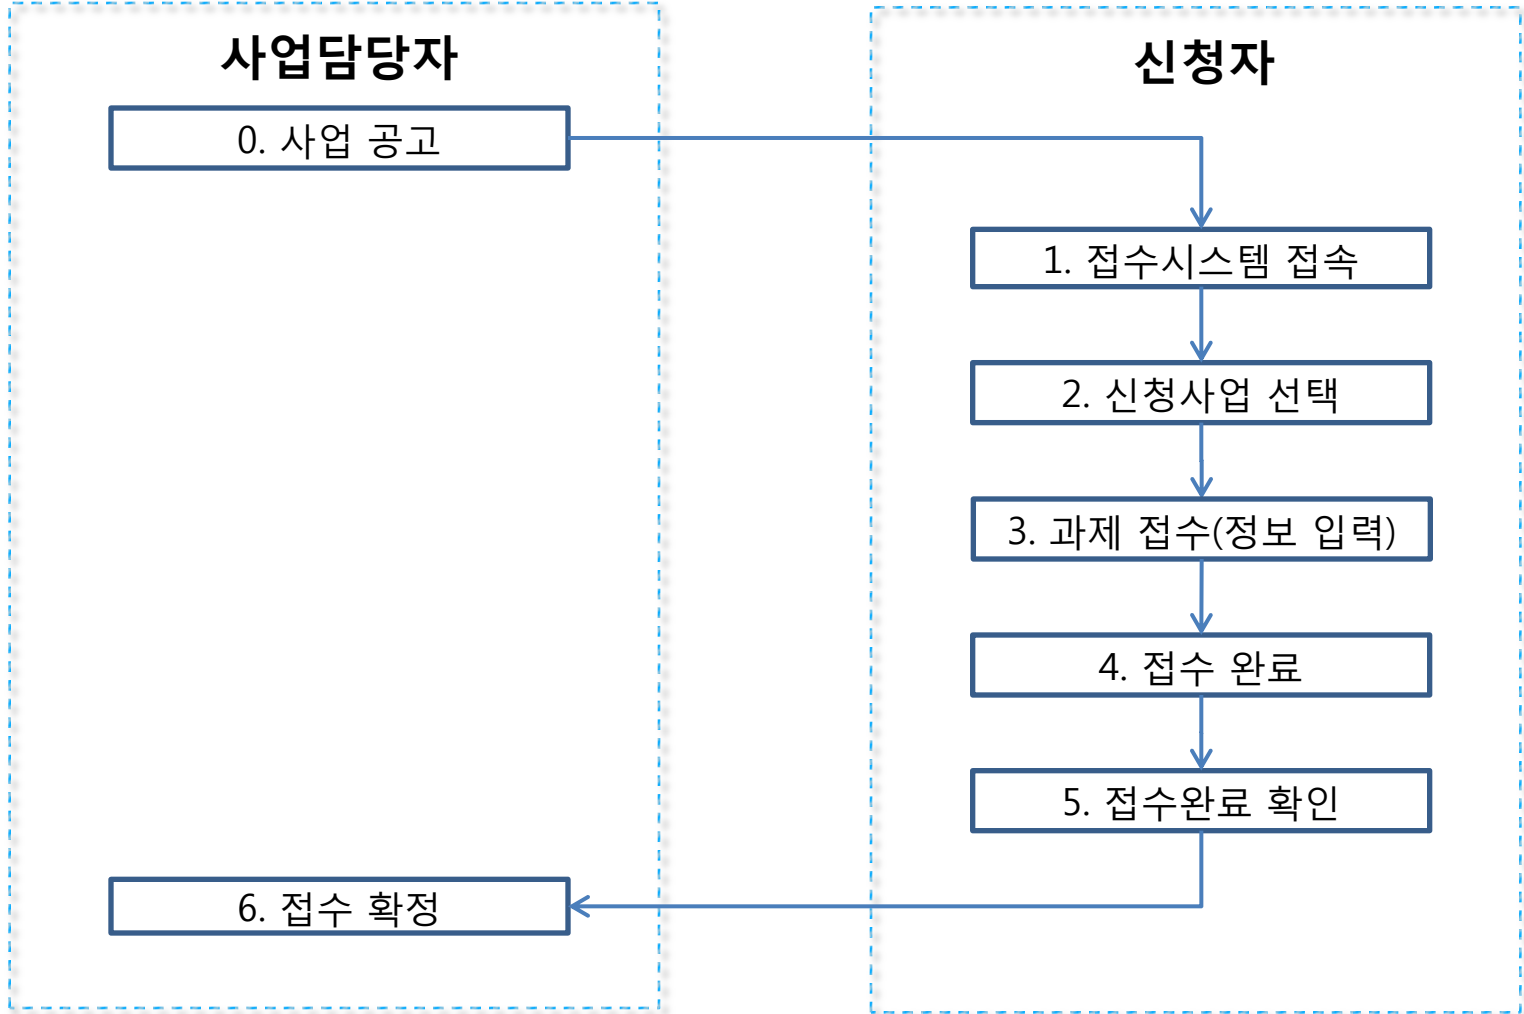 사업담당자
신청자
0. 사업 공고
1. 접수시스템 접속
2. 신청사업 선택
3. 과제 접수(정보 입력)
4. 접수 완료
5. 접수완료 확인
6. 접수 확정